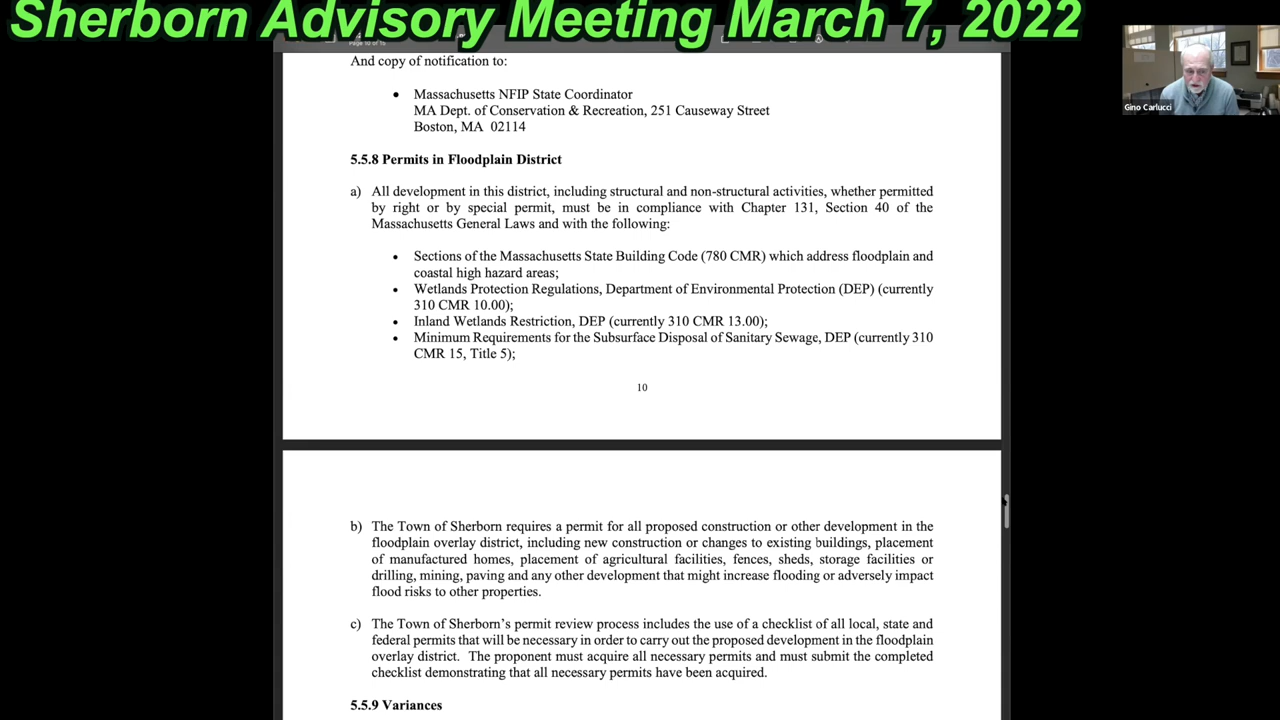 Sherborn Advisory Meeting March 7, 2022
Page 10 of 15
Gino Carlucci
And copy of notification to:
• Massachusetts NFIP State Coordinator
MA Dept. of Conservation & Recreation, 251 Causeway Street
Boston, MA 02114
5.5.8 Permits in Floodplain District
a) All development in this district, including structural and non-structural activities, whether permitted
by right or by special permit, must be in compliance with Chapter 131, Section 40 of the
Massachusetts General Laws and with the following:
• Sections of the Massachusetts State Building Code (780 CMR) which address floodplain and
coastal high hazard areas;
• Wetlands Protection Regulations, Department of Environmental Protection (DEP) (currently
310 CMR 10.00);
• Inland Wetlands Restriction, DEP (currently 310 CMR 13.00);
• Minimum Requirements for the Subsurface Disposal of Sanitary Sewage, DEP (currently 310
CMR 15, Title 5);
10
b) The Town of Sherborn requires a permit for all proposed construction or other development in the
floodplain overlay district, including new construction or changes to existing buildings, placement
of manufactured homes, placement of agricultural facilities, fences, sheds, storage facilities or
drilling, mining, paving and any other development that might increase flooding or adversely impact
flood risks to other properties.
c) The Town of Sherborn's permit review process includes the use of a checklist of all local, state and
federal permits that will be necessary in order to carry out the proposed development in the floodplain
overlay district. The proponent must acquire all necessary permits and must submit the completed
checklist demonstrating that all necessary permits have been acquired.
5.5.9 Variances